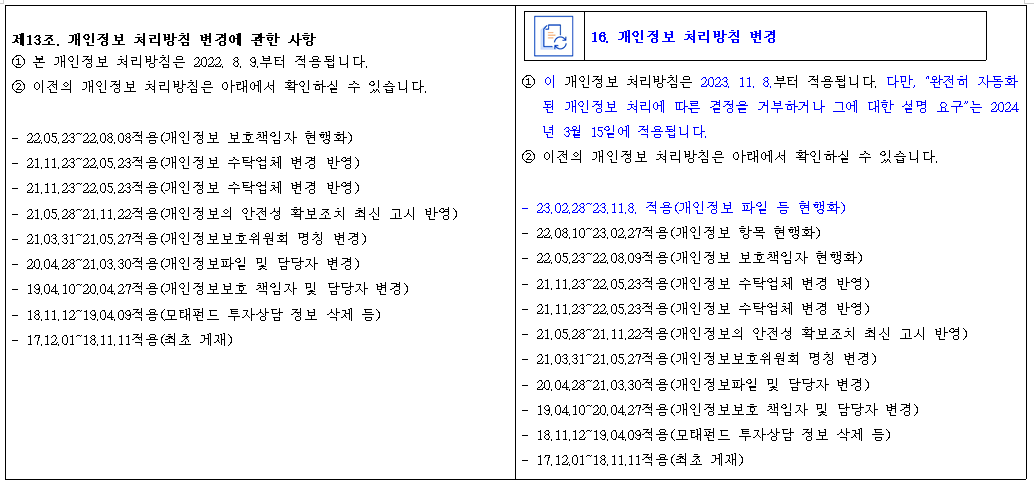 제13조. 개인정보 처리방침 변경에 관한 사항
① 본 개인정보 처리방침은 2022. 8. 9.부터 적용됩니다.
② 이전의 개인정보 처리방침은 아래에서 확인하실 수 있습니다.
- 22.05.23~22.08.08적용(개인정보 보호책임자 현행화)
- 21.11.23~22.05.23적용(개인정보 수탁업체 변경 반영)
- 21.11.23~22.05.23적용(개인정보 수탁업체 변경 반영)
- 21.05.28~21.11.22적용(개인정보의 안전성 확보조치 최신 고시 반영)
- 21.03.31~21.05.27적용(개인정보보호위원회 명칭 변경)
- 20.04.28~21.03.30적용(개인정보파일 및 담당자 변경)
- 19.04.10~20.04.27적용(개인정보보호 책임자 및 담당자 변경)
- 18.11.12~19.04.09적용(모태펀드 투자상담 정보 삭제 등)
- 17.12.01~18.11.11적용(최초 게재)
16. 개인정보 처리방침 변경
① 이 개인정보 처리방침은 2023. 11. 8.부터 적용됩니다. 다만, "완전히 자동화
된 개인정보 처리에 따른 결정을 거부하거나 그에 대한 설명 요구"는 2024
년 3월 15일에 적용됩니다.
② 이전의 개인정보 처리방침은 아래에서 확인하실 수 있습니다.
- 23.02.28~23.11.8. 적용(개인정보 파일 등 현행화)
- 22.08.10~23.02.27적용(개인정보 항목 현행화)
- 22.05.23~22.08.09적용(개인정보 보호책임자 현행화)
- 21.11.23~22.05.23적용(개인정보 수탁업체 변경 반영)
- 21.11.23~22.05.23적용(개인정보 수탁업체 변경 반영)
- 21.05.28~21.11.22적용(개인정보의 안전성 확보조치 최신 고시 반영)
- 21.03.31~21.05.27적용(개인정보보호위원회 명칭 변경)
- 20.04.28~21.03.30적용(개인정보파일 및 담당자 변경)
- 19.04.10~20.04.27적용(개인정보보호 책임자 및 담당자 변경)
- 18.11.12~19.04.09적용(모태펀드 투자상담 정보 삭제 등)
- 17.12.01~18.11.11적용(최초 게재)